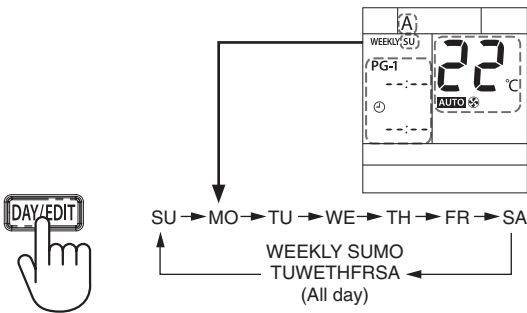 A
WEEKLY SU
PG-1
22 °C
--:--
AUTO
--:--
DAY/EDIT
SU MO TU WE TH FR SA
WEEKLY SUMO
TUWETHFRSA
(All day)